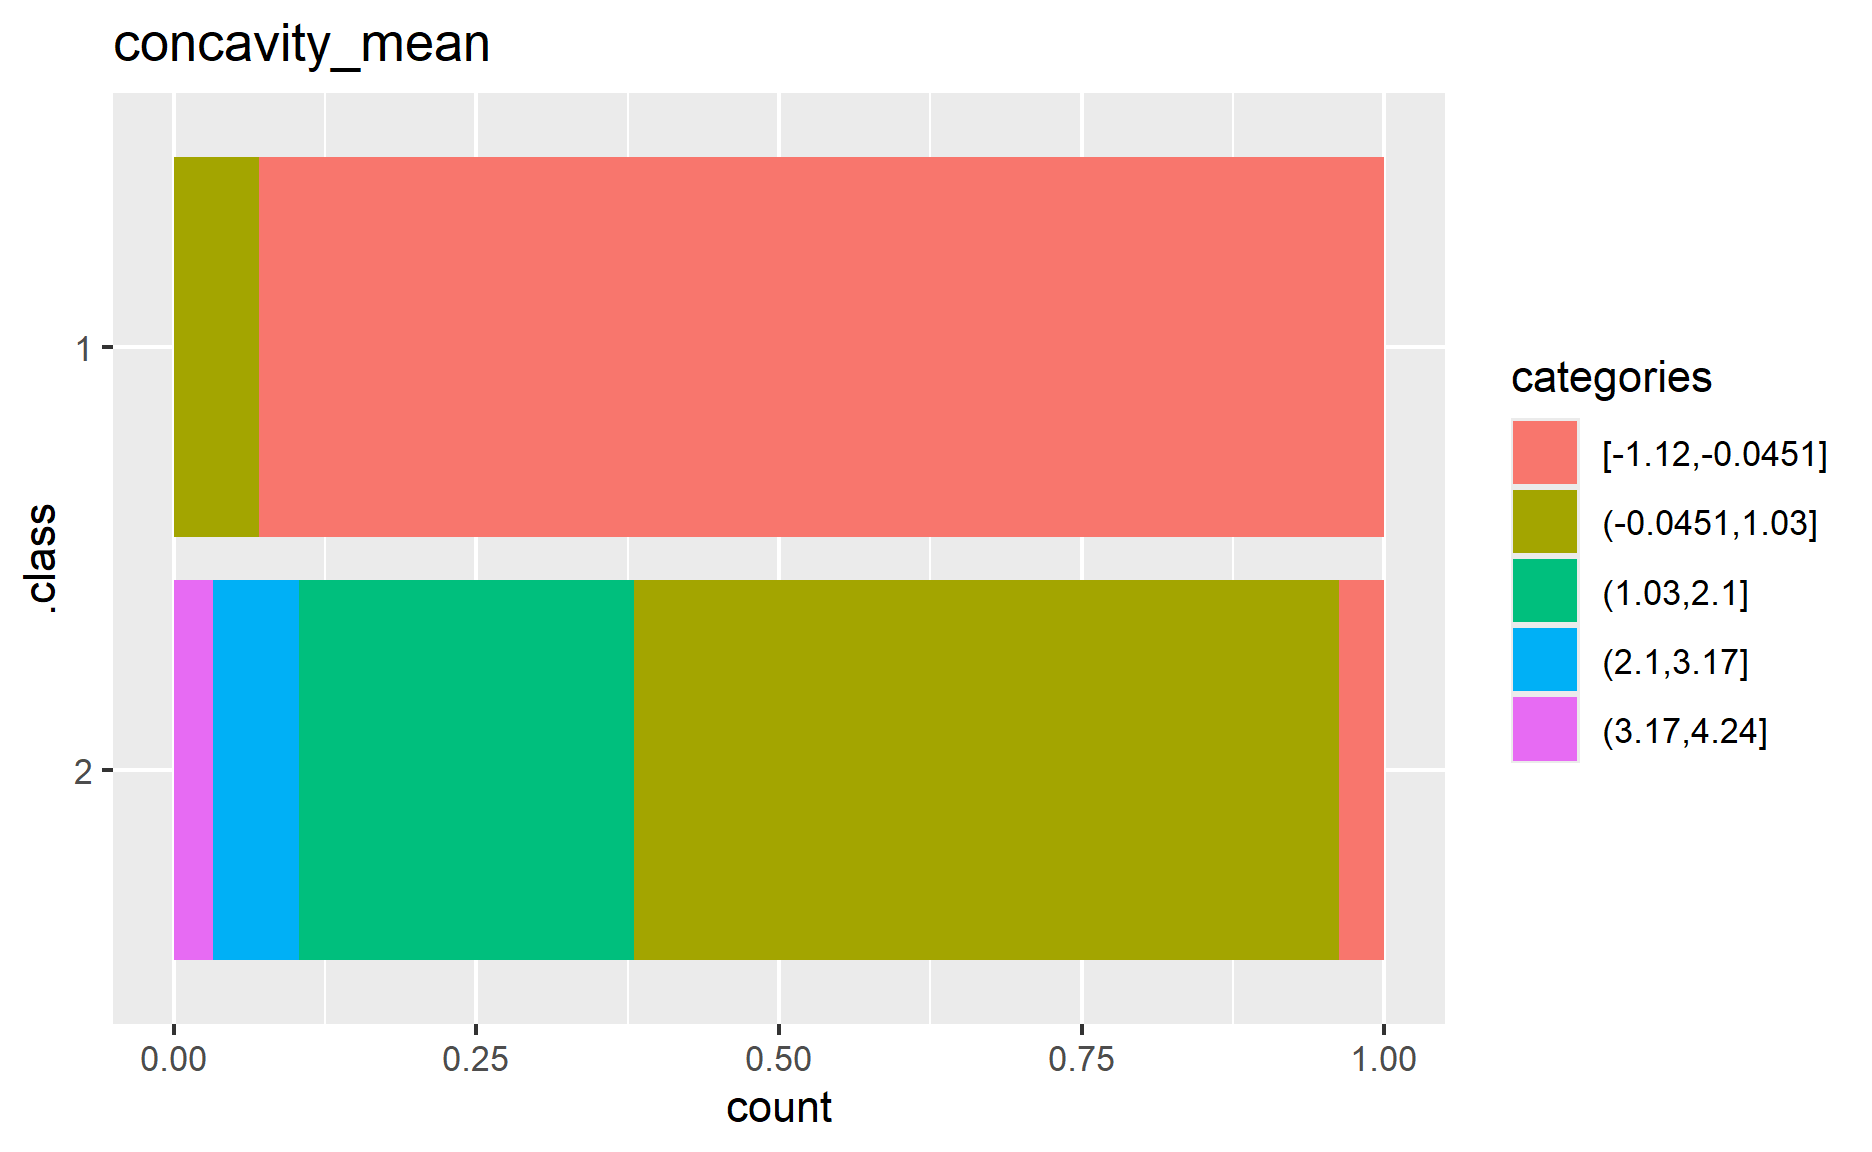 concavity_mean
.class
1
2
0.00 0.25 0.50 0.75 1.00
count
categories
[-1.12,-0.0451]
(-0.0451,1.03]
(1.03,2.1]
(2.1,3.17]
(3.17,4.24]